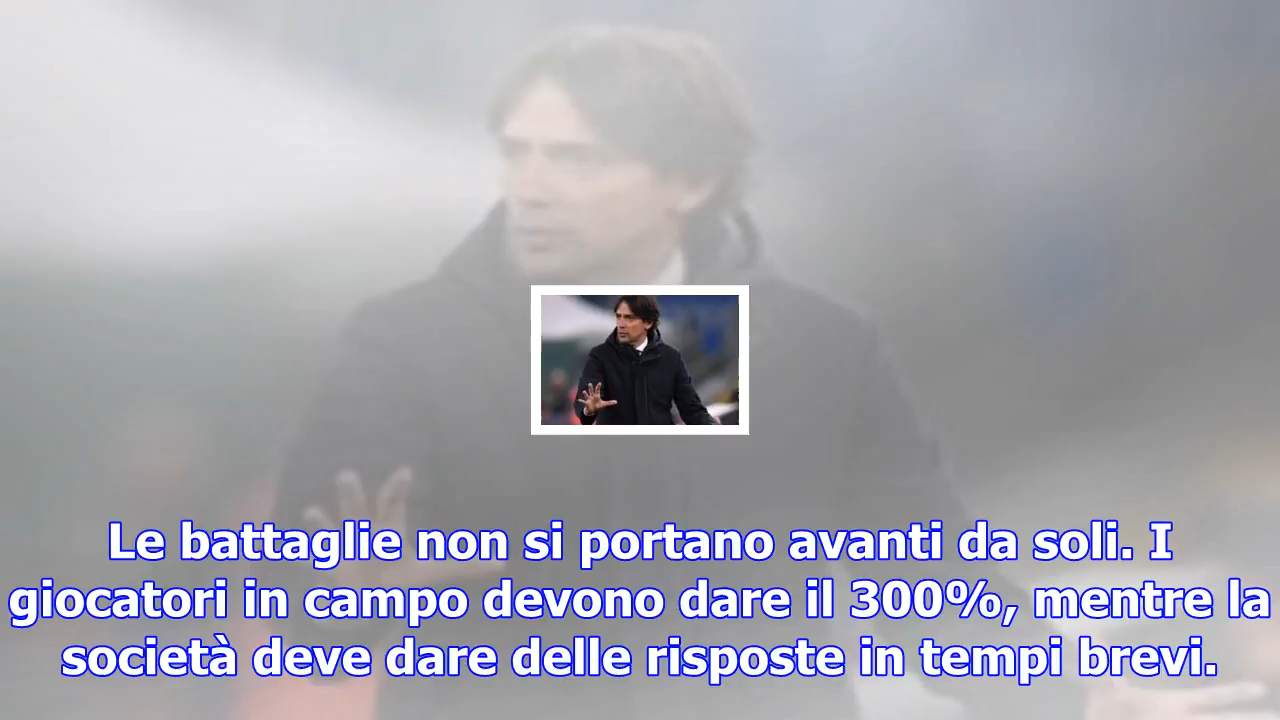 Le battaglie non si portano avanti da soli. I
giocatori in campo devono dare il 300%, mentre la
società deve dare delle risposte in tempi brevi.